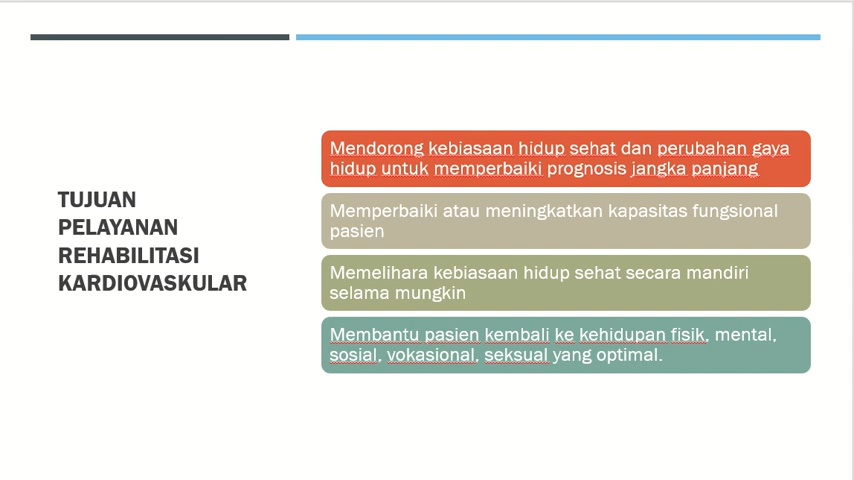 TUJUAN
PELAYANAN
REHABILITASI
KARDIOVASKULAR
Mendorong kebiasaan hidup sehat dan perubahan gaya
hidup untuk memperbaiki prognosis jangka panjang
Memperbaiki atau meningkatkan kapasitas fungsional
pasien
Memelihara kebiasaan hidup sehat secara mandiri
selama mungkin
Membantu pasien kembali ke kehidupan fisik, mental,
sosial, vokasional, seksual yang optimal.